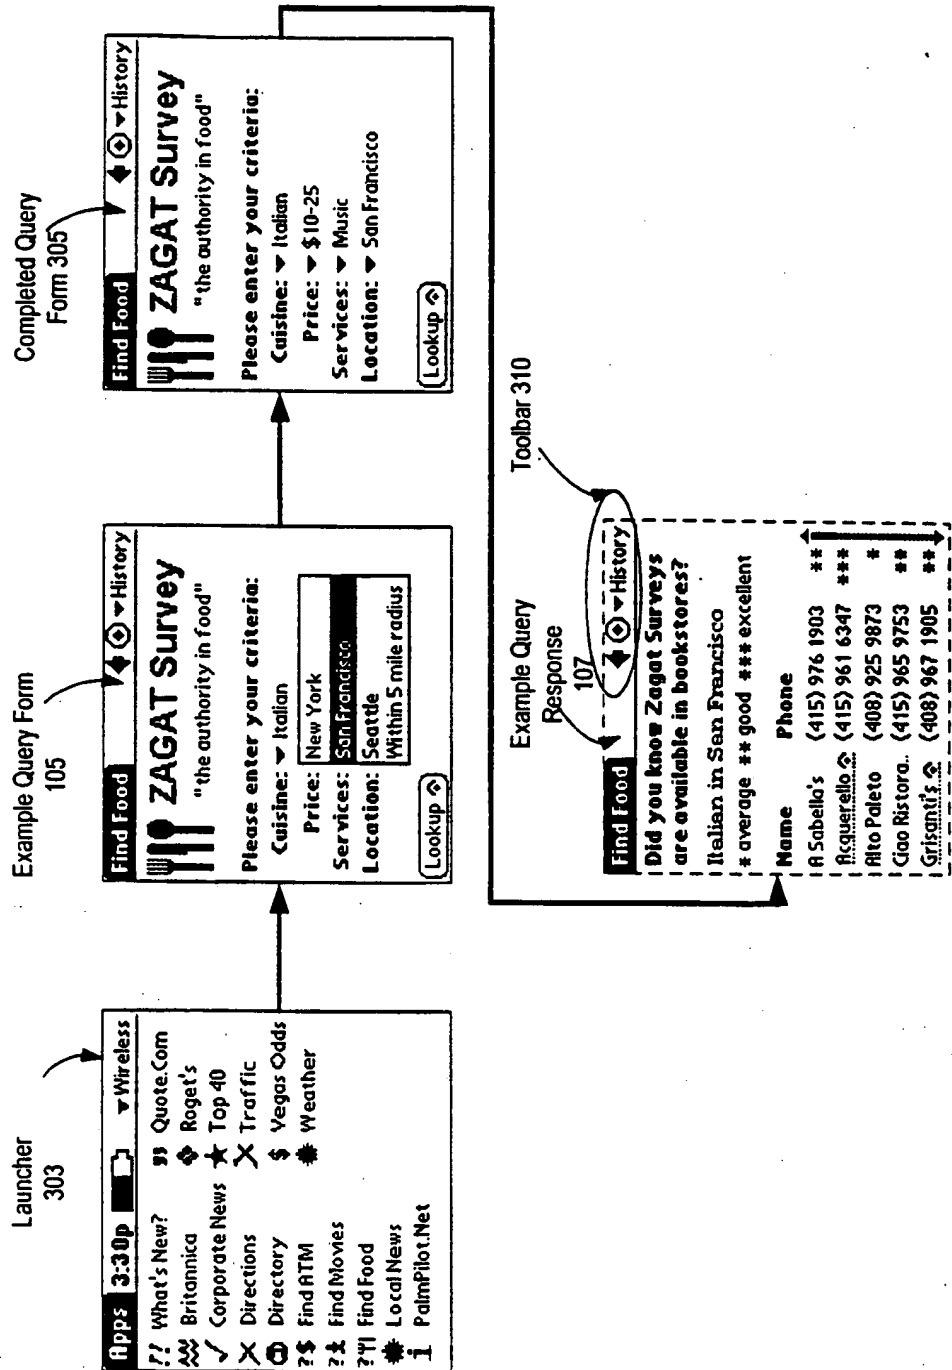 Launcher
303
Apps 3:30p Wireless
?? What's New?
Britannica
Corporate News
Directions
Directory
?$ Find ATM
? Find Movies
? Find Food
Local News
i PalmPilot.Net
Quote.Com
Roget's
Top 40
Traffic
$ Vegas Odds
Weather
Example Query Form
105
Find Food History
ZAGAT Survey
"the authority in food"
Please enter your criteria:
Cuisine: Italian
Price: New York
Services: San Francisco
Location: Seattle
Within 5 mile radius
Lookup
Completed Query
Form 305
Find Food History
ZAGAT Survey
"the authority in food"
Please enter your criteria:
Cuisine: Italian
Price: $10-25
Services: Music
Location: San Francisco
Lookup
Example Query
Response
107
Toolbar 310
Find Food History
Did you know Zagat Surveys
are available in bookstores?
Italian in San Francisco
* average ** good *** excellent
Name Phone
A Sabella's (415) 976 1903 **
Acquerello (415) 961 6347 ***
Alto Paleto (408) 925 9873 *
Ciao Ristora.. (415) 965 9753 **
Grisanti's (408) 967 1905 **